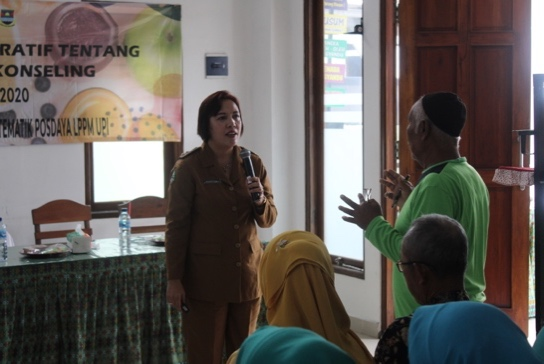 RATIF TENTANG
KONSELING
2020
TEMATIK POSDAYA LPPM UPI